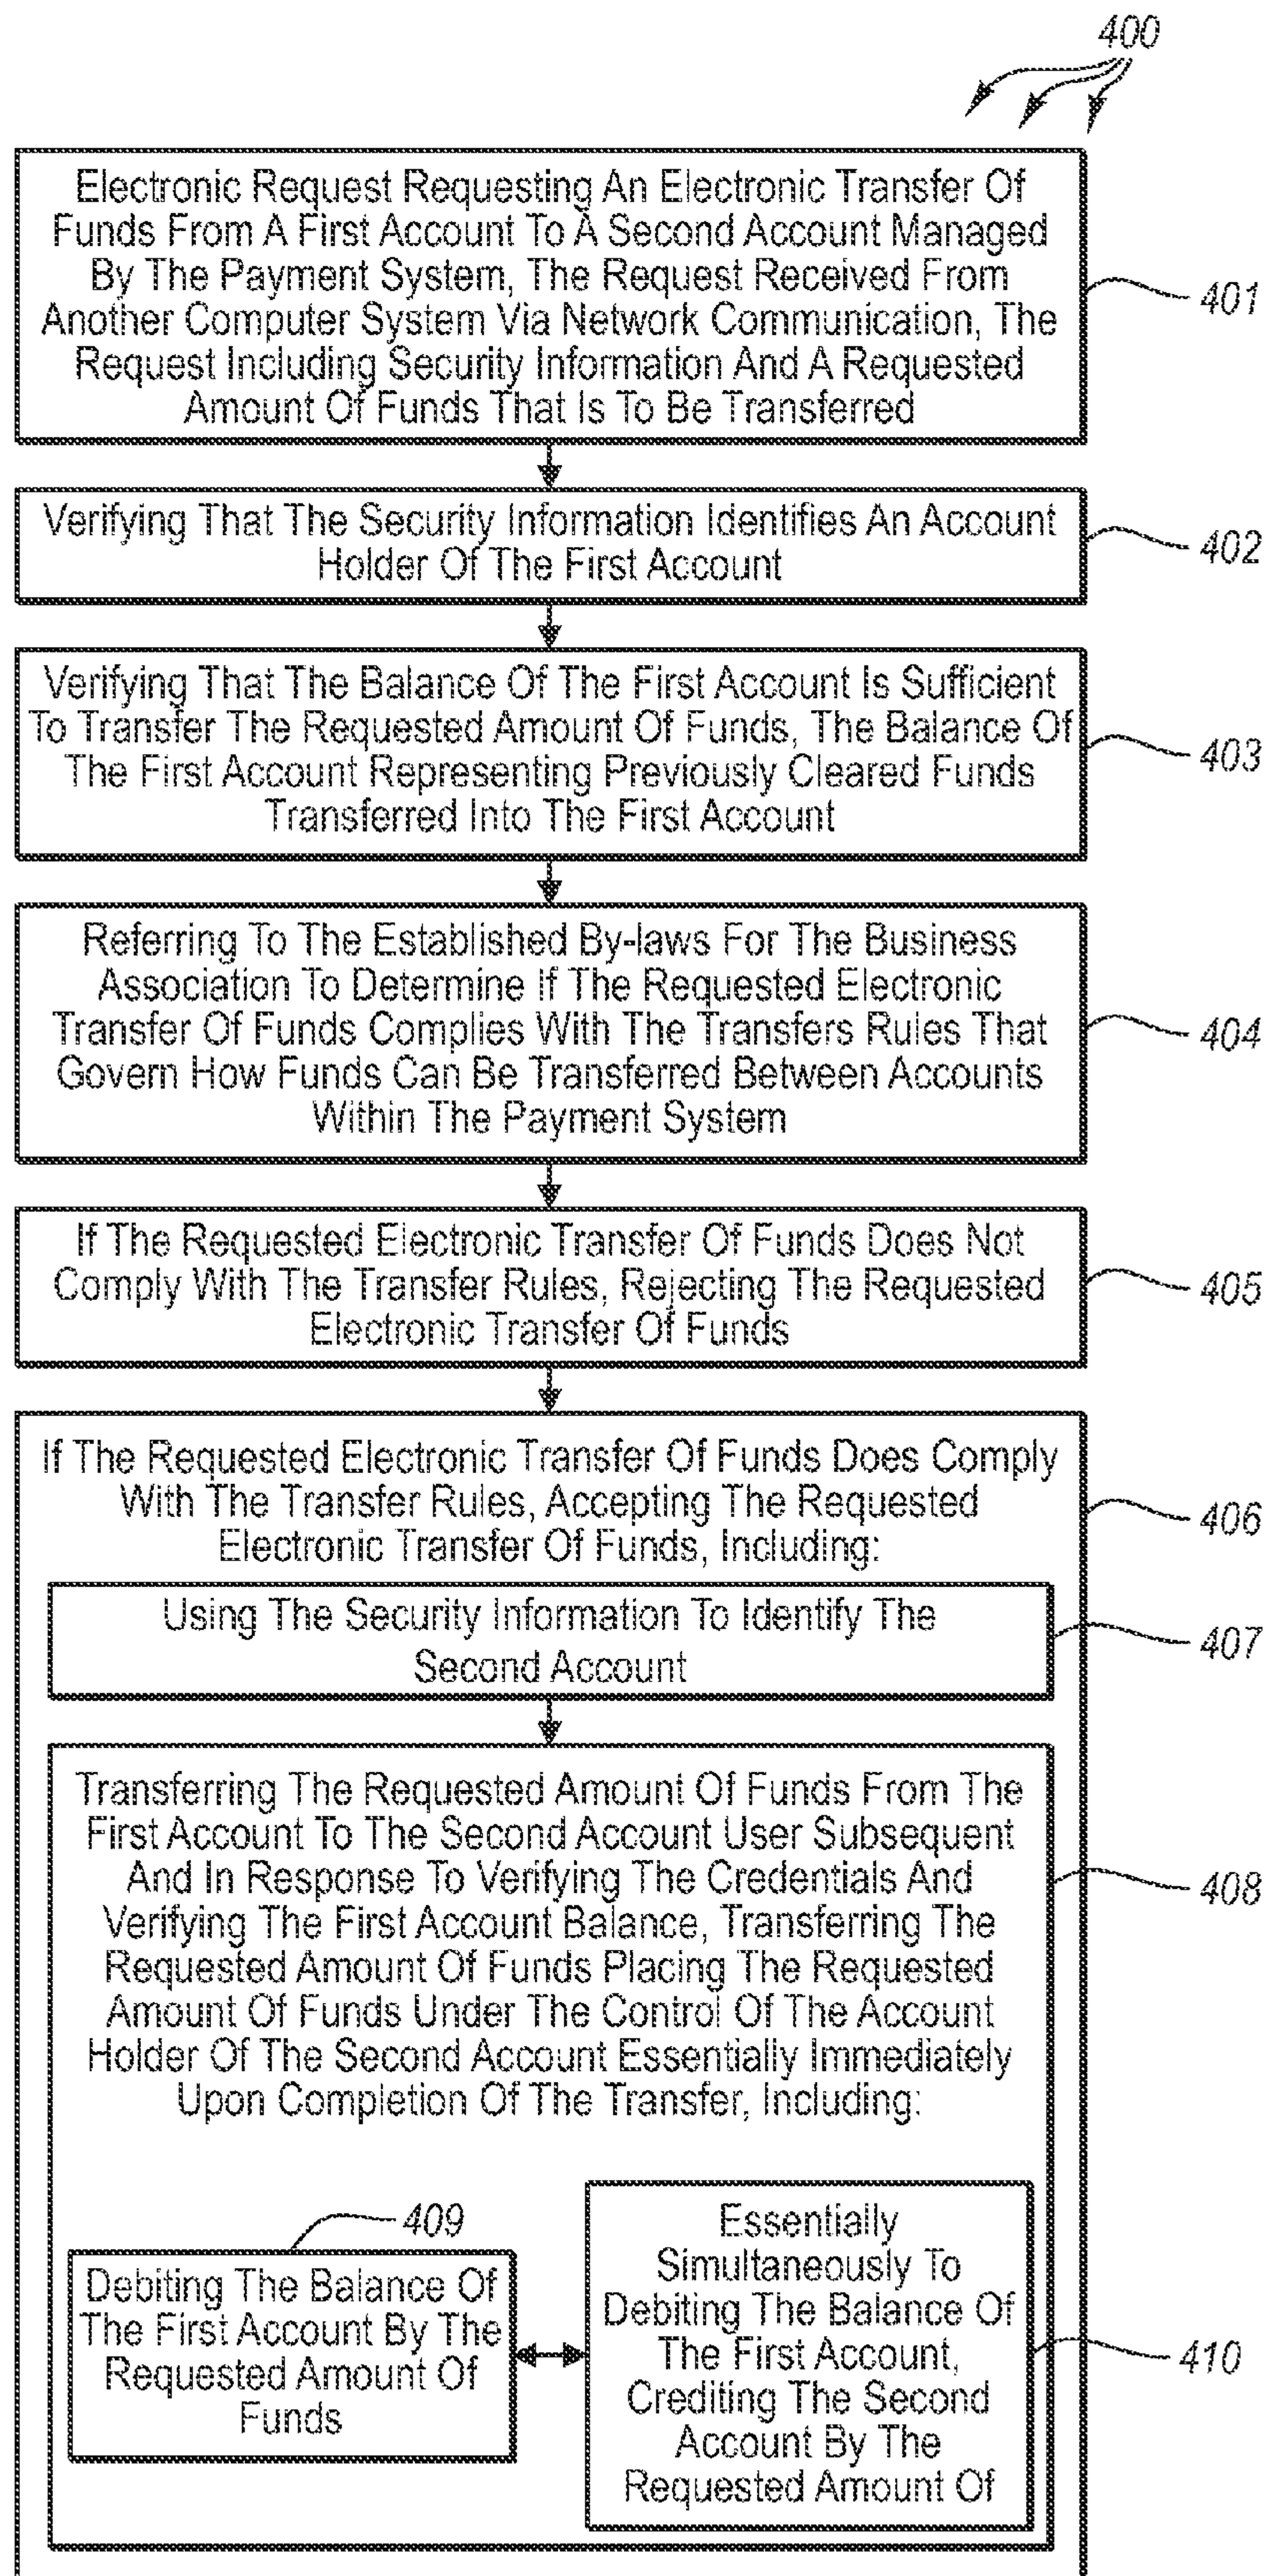 400
Electronic Request Requesting An Electronic Transfer Of
Funds From A First Account To A Second Account Managed
By The Payment System, The Request Received From
Another Computer System Via Network Communication, The
Request Including Security Information And A Requested
Amount Of Funds That Is To Be Transferred
401
Verifying That The Security Information Identifies An Account
Holder Of The First Account
402
Verifying That The Balance Of The First Account Is Sufficient
To Transfer The Requested Amount Of Funds, The Balance Of
The First Account Representing Previously Cleared Funds
Transferred Into The First Account
403
Referring To The Established By-laws For The Business
Association To Determine If The Requested Electronic
Transfer Of Funds Complies With The Transfers Rules That
Govern How Funds Can Be Transferred Between Accounts
Within The Payment System
404
If The Requested Electronic Transfer Of Funds Does Not
Comply With The Transfer Rules, Rejecting The Requested
Electronic Transfer Of Funds
405
If The Requested Electronic Transfer Of Funds Does Comply
With The Transfer Rules, Accepting The Requested
Electronic Transfer Of Funds, Including:
406
Using The Security Information To Identify The
Second Account
407
Transferring The Requested Amount Of Funds From The
First Account To The Second Account User Subsequent
And In Response To Verifying The Credentials And
Verifying The First Account Balance, Transferring The
Requested Amount Of Funds Placing The Requested
Amount Of Funds Under The Control Of The Account
Holder Of The Second Account Essentially Immediately
Upon Completion Of The Transfer, Including:
408
409
Debiting The Balance Of
The First Account By The
Requested Amount Of
Funds
Essentially
Simultaneously To
Debiting The Balance Of
The First Account,
Crediting The Second
Account By The
Requested Amount Of
410